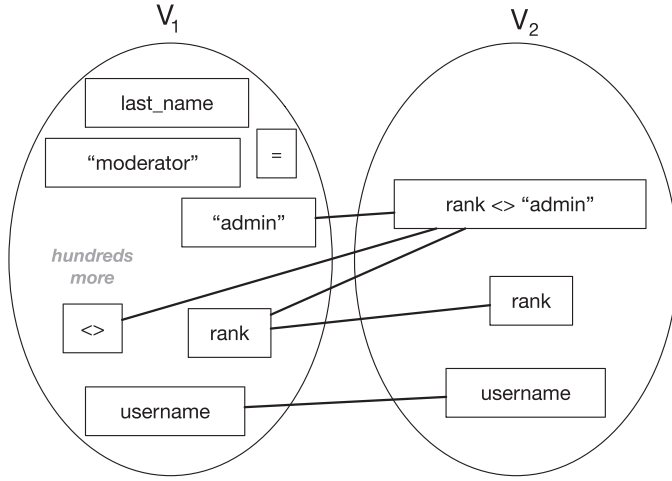 V1
V2
last_name
“moderator”
=
“admin”
rank <> “admin”
hundreds
more
<>
rank
rank
username
username